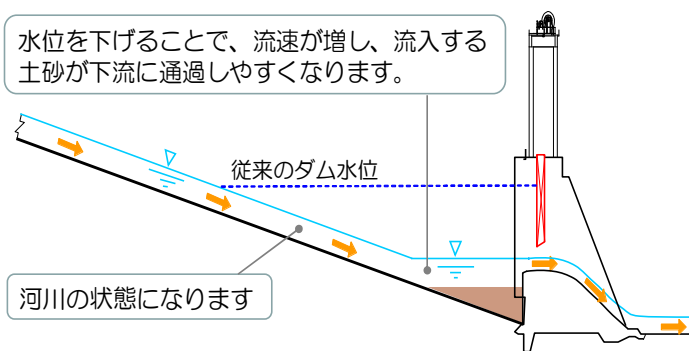 水位を下げることで、流速が増し、流入する
土砂が下流に通過しやすくなります。
従来のダム水位
河川の状態になります